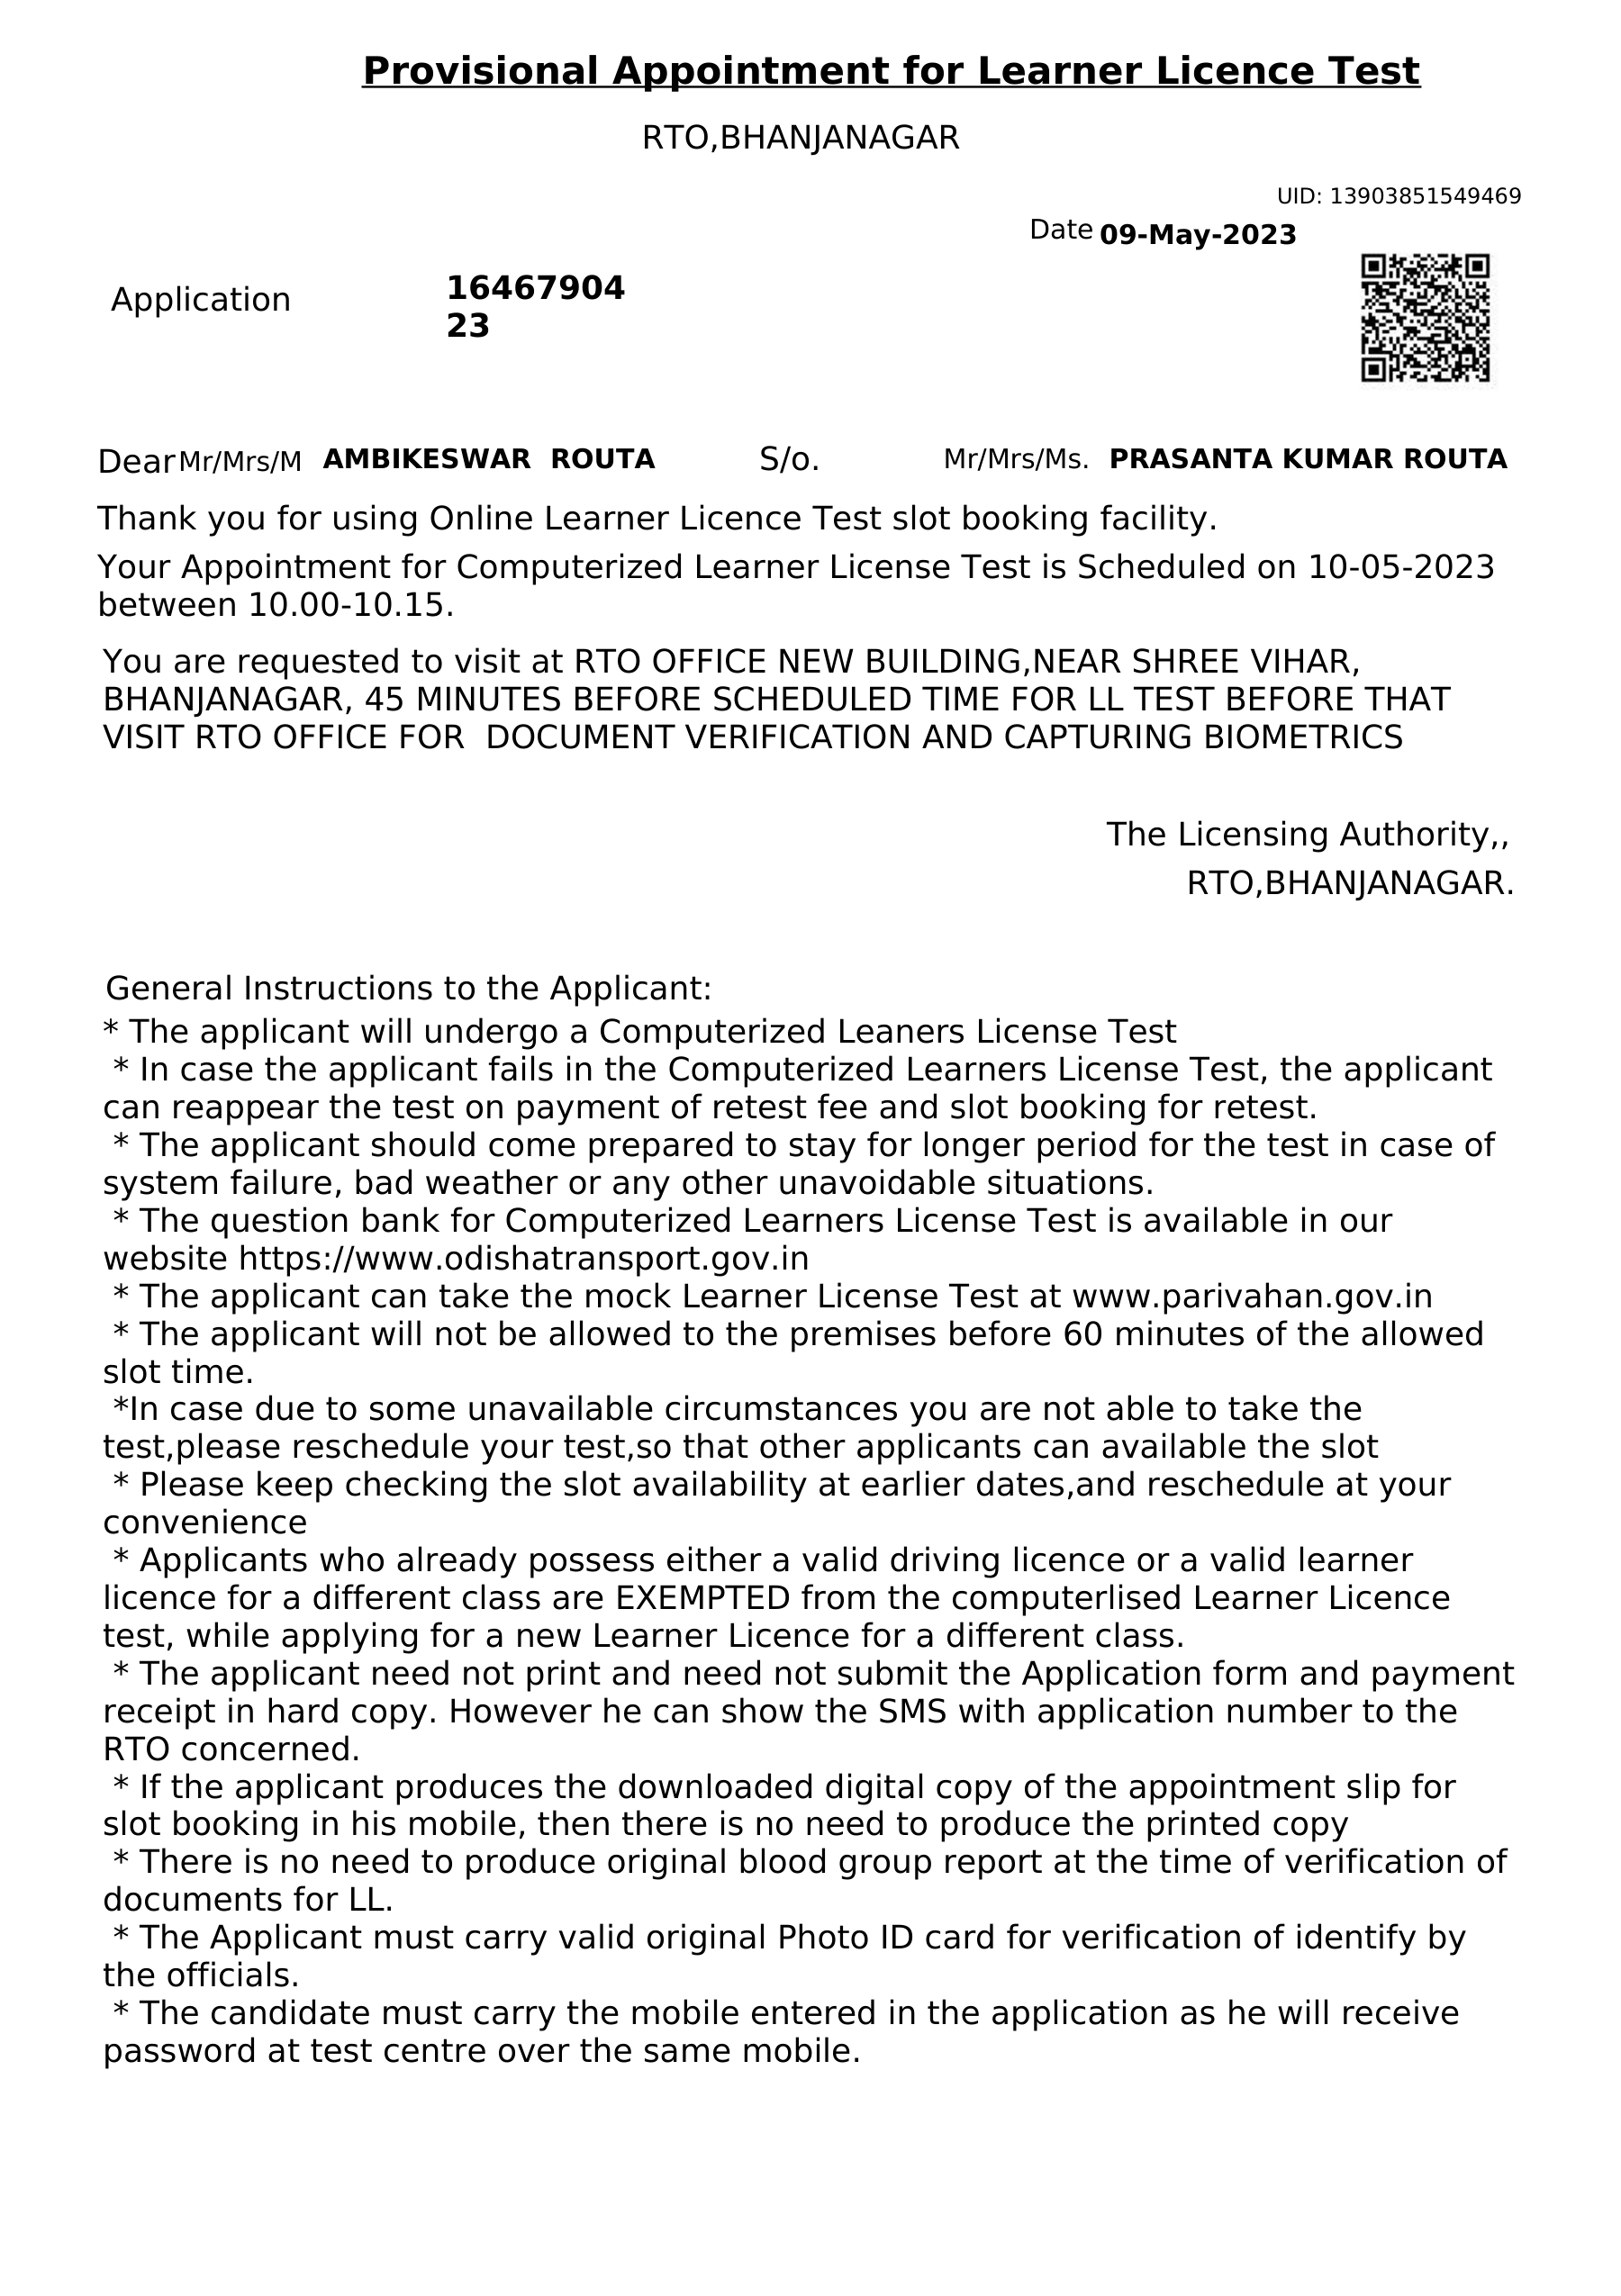 Provisional Appointment for Learner Licence Test
RTO,BHANJANAGAR
UID: 13903851549469
Date 09-May-2023
Application 16467904
23
Dear Mr/Mrs/M AMBIKESWAR ROUTA S/o. Mr/Mrs/Ms. PRASANTA KUMAR ROUTA
Thank you for using Online Learner Licence Test slot booking facility.
Your Appointment for Computerized Learner License Test is Scheduled on 10-05-2023
between 10.00-10.15.
You are requested to visit at RTO OFFICE NEW BUILDING,NEAR SHREE VIHAR,
BHANJANAGAR, 45 MINUTES BEFORE SCHEDULED TIME FOR LL TEST BEFORE THAT
VISIT RTO OFFICE FOR DOCUMENT VERIFICATION AND CAPTURING BIOMETRICS
The Licensing Authority,,
RTO,BHANJANAGAR.
General Instructions to the Applicant:
* The applicant will undergo a Computerized Leaners License Test
* In case the applicant fails in the Computerized Learners License Test, the applicant
can reappear the test on payment of retest fee and slot booking for retest.
* The applicant should come prepared to stay for longer period for the test in case of
system failure, bad weather or any other unavoidable situations.
* The question bank for Computerized Learners License Test is available in our
website https://www.odishatransport.gov.in
* The applicant can take the mock Learner License Test at www.parivahan.gov.in
* The applicant will not be allowed to the premises before 60 minutes of the allowed
slot time.
*In case due to some unavailable circumstances you are not able to take the
test,please reschedule your test,so that other applicants can available the slot
* Please keep checking the slot availability at earlier dates,and reschedule at your
convenience
* Applicants who already possess either a valid driving licence or a valid learner
licence for a different class are EXEMPTED from the computerlised Learner Licence
test, while applying for a new Learner Licence for a different class.
* The applicant need not print and need not submit the Application form and payment
receipt in hard copy. However he can show the SMS with application number to the
RTO concerned.
* If the applicant produces the downloaded digital copy of the appointment slip for
slot booking in his mobile, then there is no need to produce the printed copy
* There is no need to produce original blood group report at the time of verification of
documents for LL.
* The Applicant must carry valid original Photo ID card for verification of identify by
the officials.
* The candidate must carry the mobile entered in the application as he will receive
password at test centre over the same mobile.